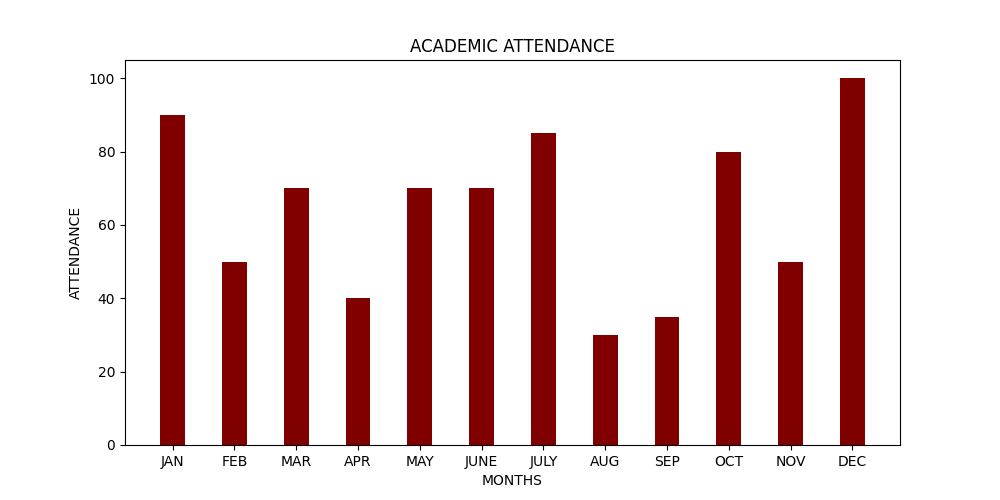 ACADEMIC ATTENDANCE
100
80
60
40
20
0
ATTENDANCE
JAN FEB MAR APR MAY JUNE JULY AUG SEP OCT NOV DEC
MONTHS